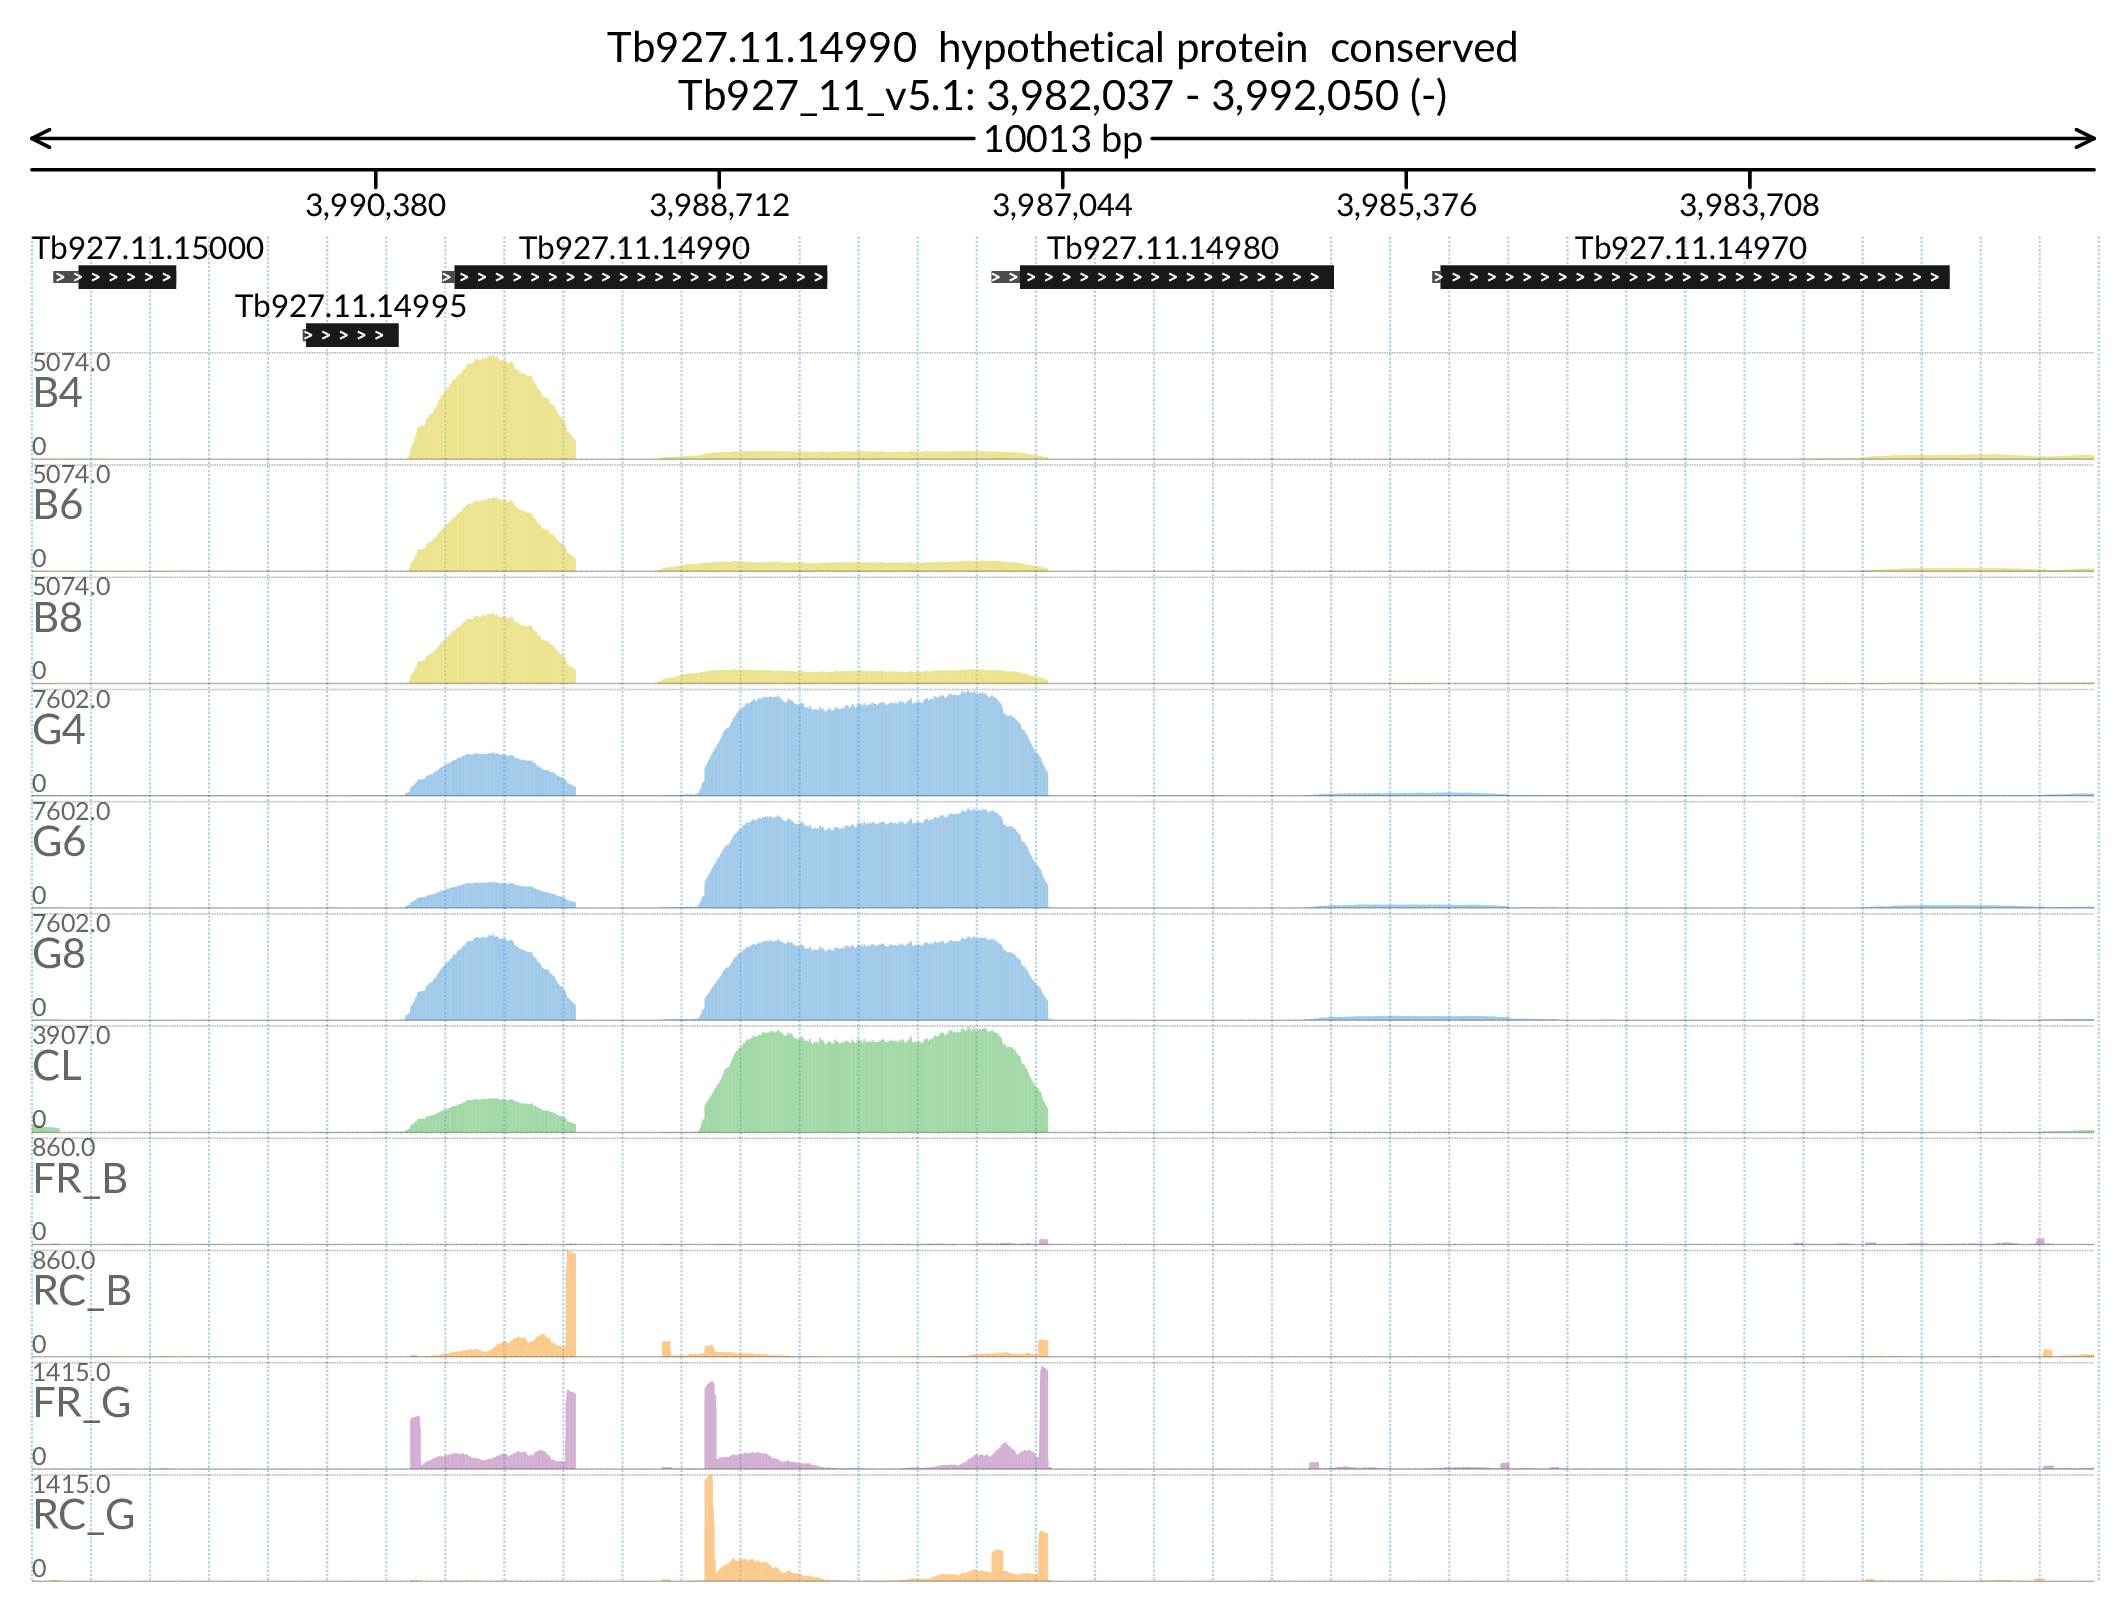 Tb927.11.14990  hypothetical protein  conserved
Tb927_11_v5.1: 3,982,037 - 3,992,050 (-)
10013 bp
3,990,380 3,988,712 3,987,044 3,985,376 3,983,708
Tb927.11.15000 Tb927.11.14990 Tb927.11.14980 Tb927.11.14970
Tb927.11.14995
5074.0
B4
0
5074.0
B6
0
5074.0
B8
0
7602.0
G4
0
7602.0
G6
0
7602.0
G8
0
3907.0
CL
0
860.0
FR_B
0
860.0
RC_B
0
1415.0
FR_G
0
1415.0
RC_G
0